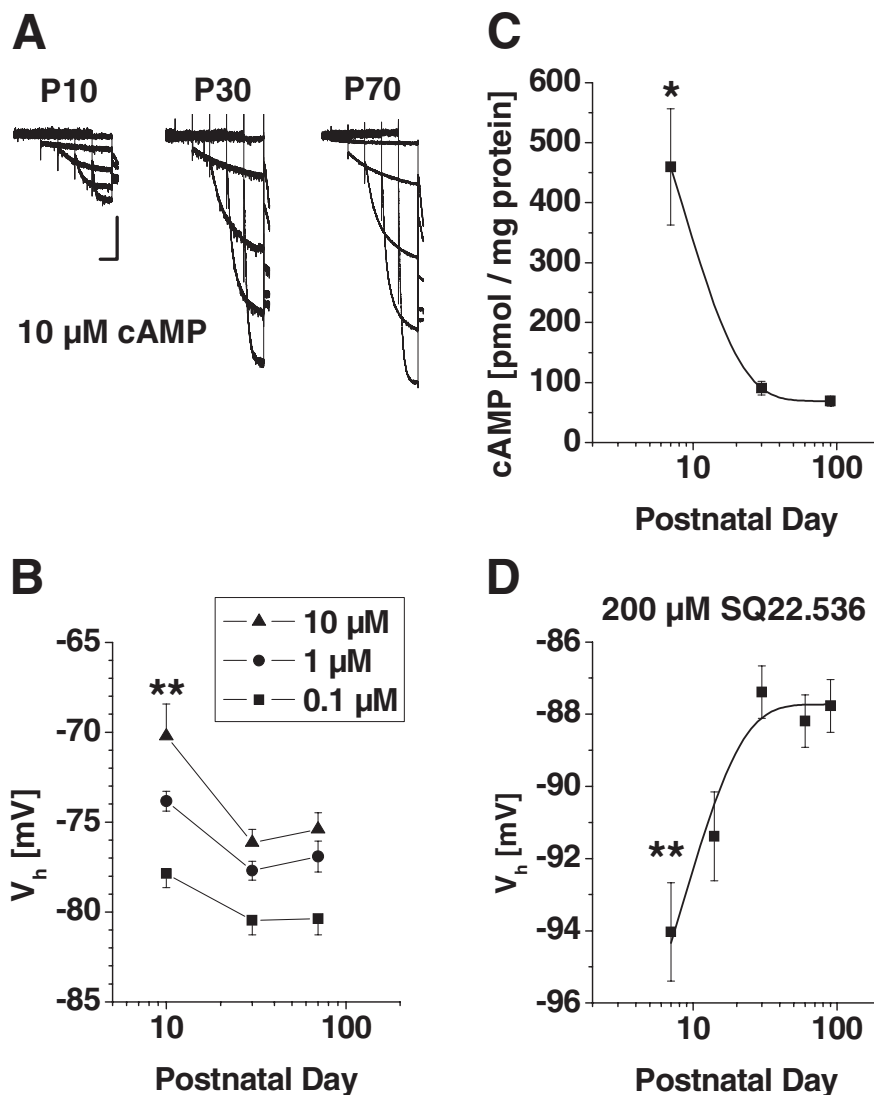 A
P10
P30
P70
10 µM cAMP
C
cAMP [pmol / mg protein]
600
500
400
300
200
100
0
*
10
100
Postnatal Day
B
10 µM
1 µM
0.1 µM
**
V_h [mV]
-65
-70
-75
-80
-85
10
100
Postnatal Day
D
200 µM SQ22.536
V_h [mV]
-86
-88
-90
-92
-94
-96
**
10
100
Postnatal Day